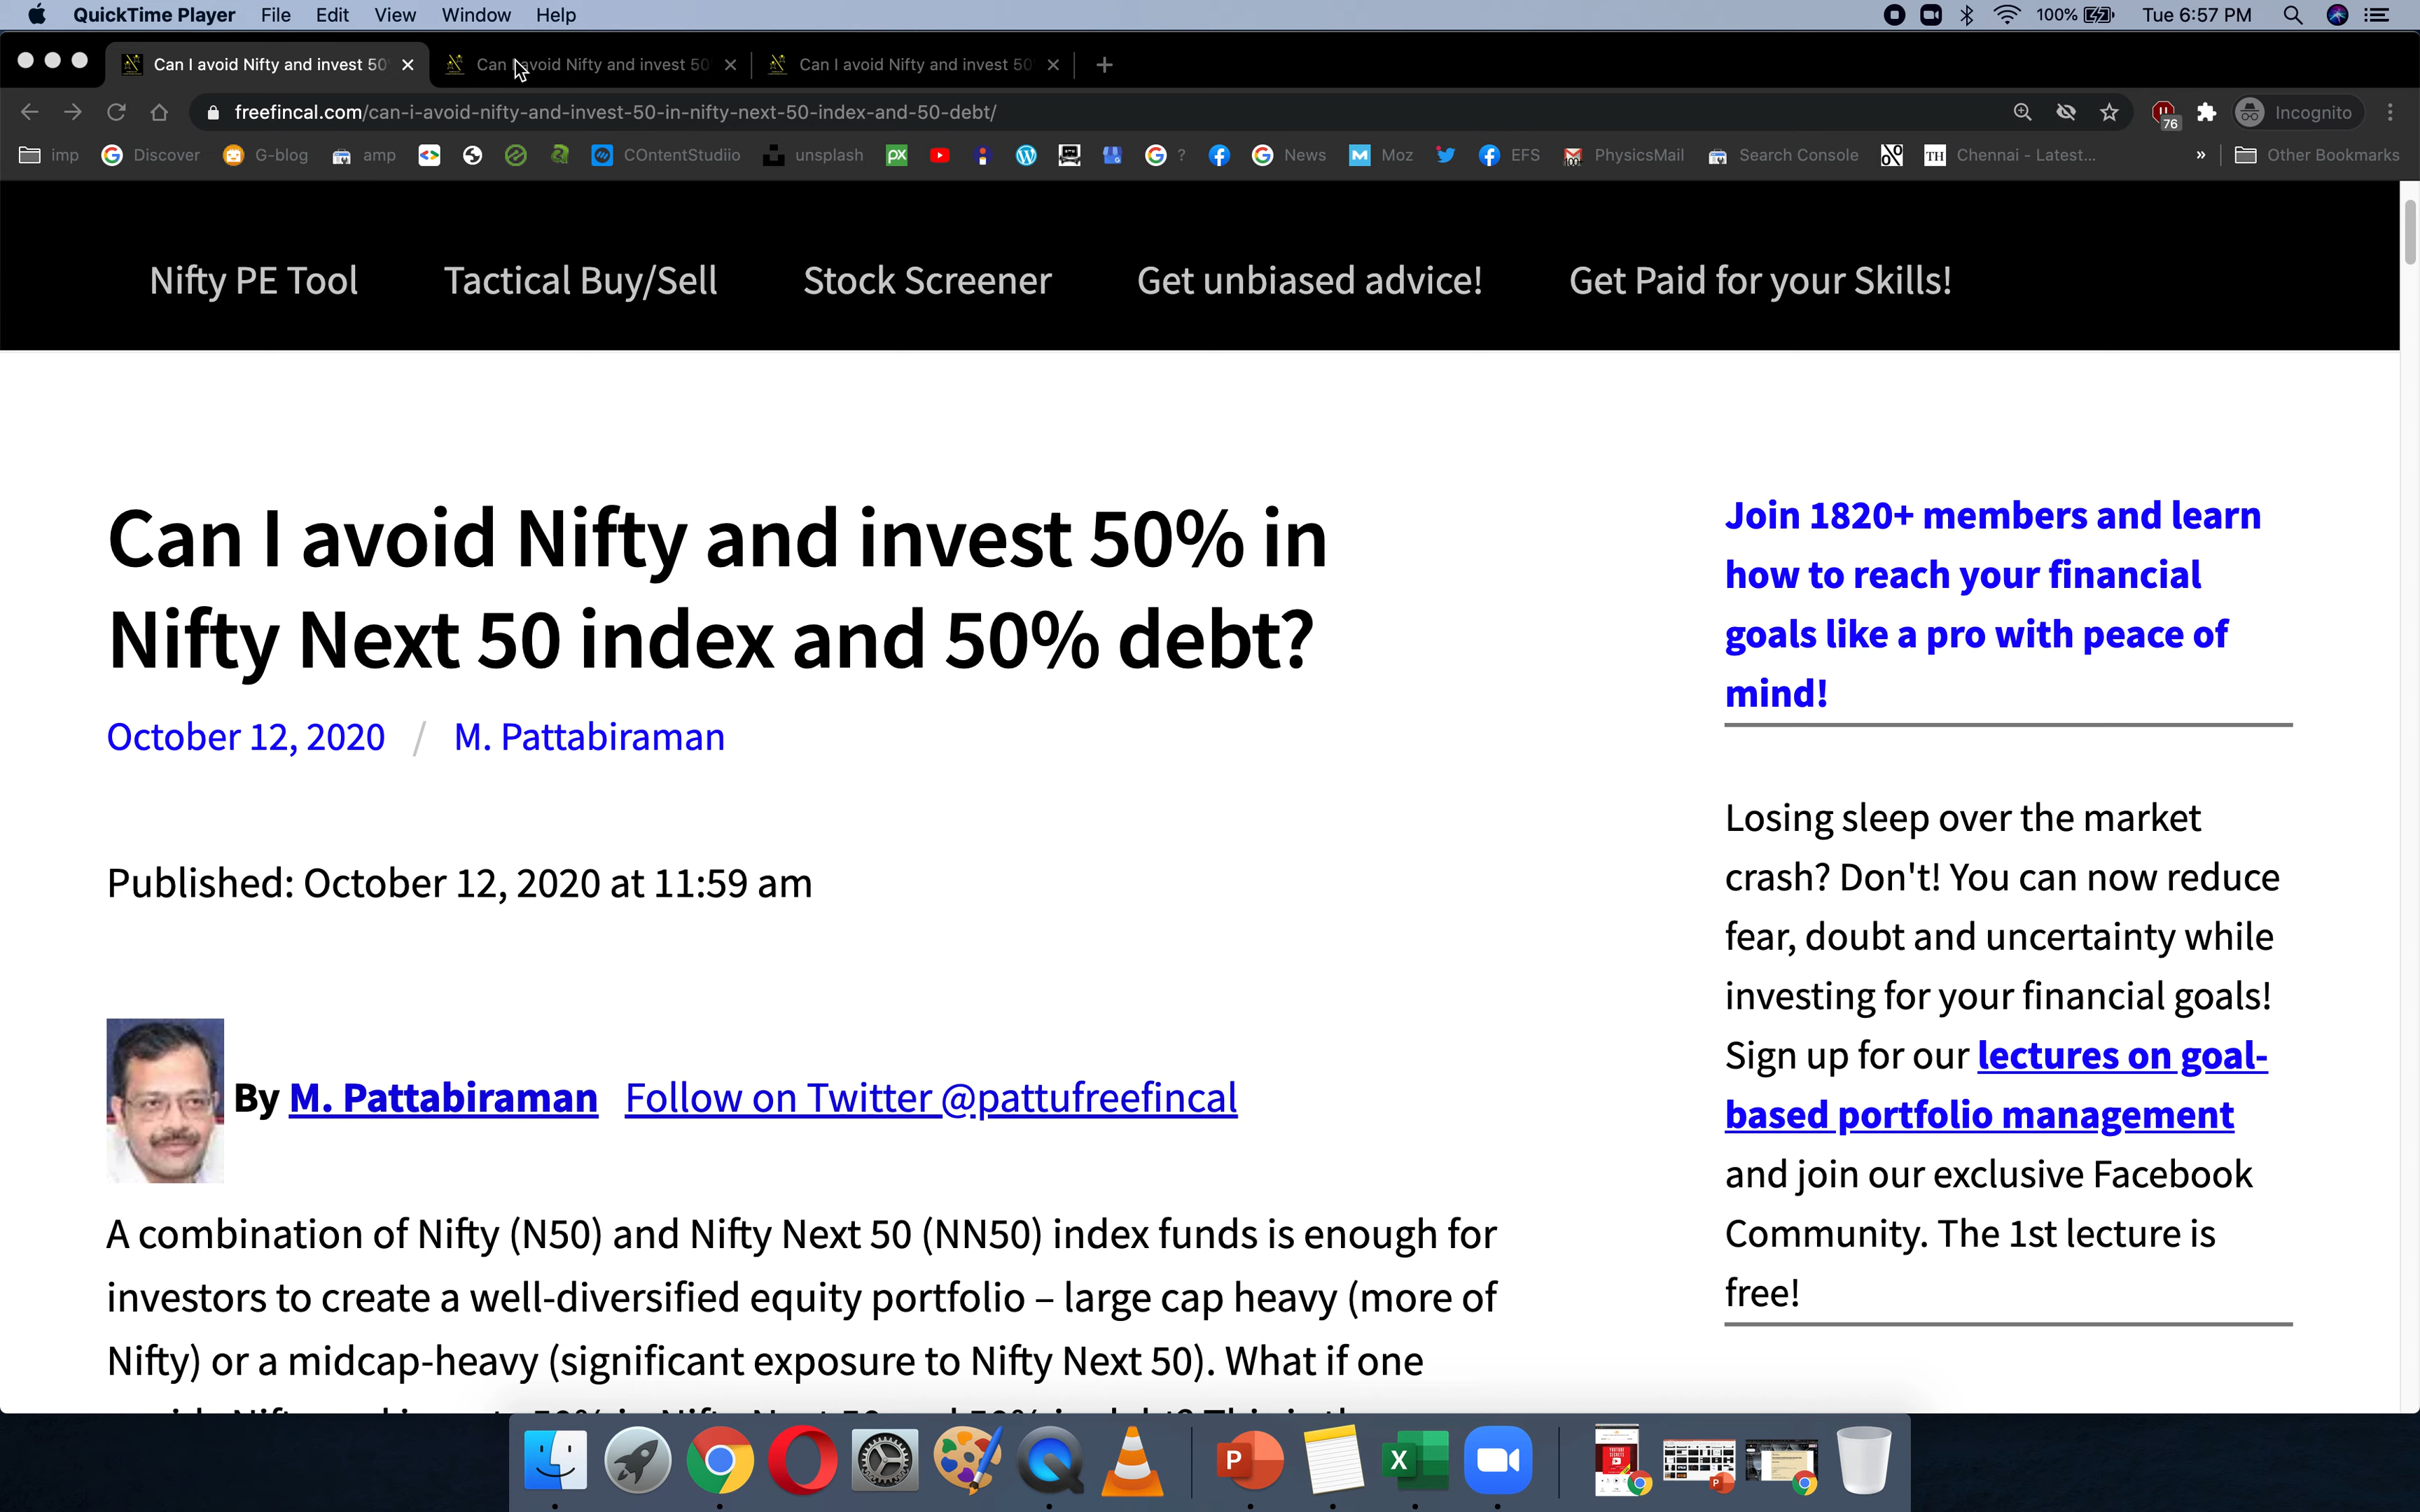 QuickTime Player File Edit View Window Help 100% Tue 6:57 PM
Can I avoid Nifty and invest 50 Can I avoid Nifty and invest 50 Can I avoid Nifty and invest 50
freefincal.com/can-i-avoid-nifty-and-invest-50-in-nifty-next-50-index-and-50-debt/ 76 Incognito
imp Discover G-blog amp COntentStudiio unsplash News Moz EFS PhysicsMail Search Console TH Chennai - Latest... » Other Bookmarks
Nifty PE Tool Tactical Buy/Sell Stock Screener Get unbiased advice! Get Paid for your Skills!
Can I avoid Nifty and invest 50% in
Nifty Next 50 index and 50% debt?
October 12, 2020 / M. Pattabiraman
Published: October 12, 2020 at 11:59 am
By M. Pattabiraman Follow on Twitter @pattufreefincal
A combination of Nifty (N50) and Nifty Next 50 (NN50) index funds is enough for
investors to create a well-diversified equity portfolio – large cap heavy (more of
Nifty) or a midcap-heavy (significant exposure to Nifty Next 50). What if one
Join 1820+ members and learn
how to reach your financial
goals like a pro with peace of
mind!
Losing sleep over the market
crash? Don't! You can now reduce
fear, doubt and uncertainty while
investing for your financial goals!
Sign up for our lectures on goal-
based portfolio management
and join our exclusive Facebook
Community. The 1st lecture is
free!